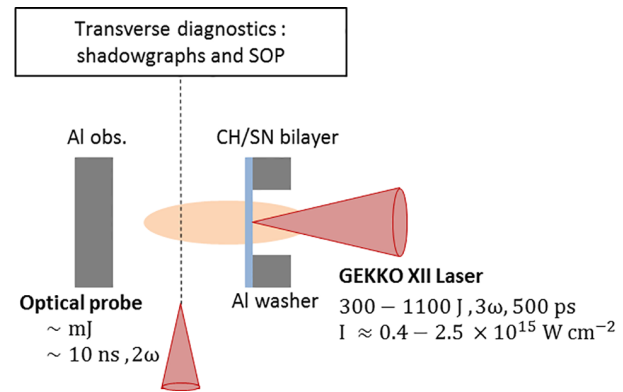 Transverse diagnostics :
shadowgraphs and SOP
Al obs.
CH/SN bilayer
Optical probe
~ mJ
~ 10 ns , 2ω
Al washer
GEKKO XII Laser
300 − 1100 J , 3ω, 500 ps
I ≈ 0.4 − 2.5 × 10¹⁵ W cm⁻²